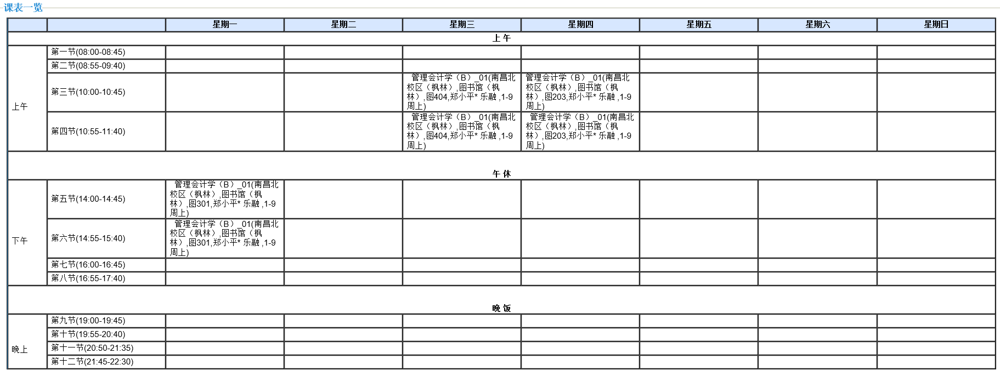 课表一览
星期一 星期二 星期三 星期四 星期五 星期六 星期日
上 午
上午
第一节(08:00-08:45)
第二节(08:55-09:40)
第三节(10:00-10:45)
管理会计学（B）_01(南昌北
校区（枫林）,图书馆（枫
林）,图404,郑小平* 乐融 ,1-9
周上)
管理会计学（B）_01(南昌北
校区（枫林）,图书馆（枫
林）,图203,郑小平* 乐融 ,1-9
周上)
第四节(10:55-11:40)
管理会计学（B）_01(南昌北
校区（枫林）,图书馆（枫
林）,图404,郑小平* 乐融 ,1-9
周上)
管理会计学（B）_01(南昌北
校区（枫林）,图书馆（枫
林）,图203,郑小平* 乐融 ,1-9
周上)
午 休
下午
第五节(14:00-14:45)
管理会计学（B）_01(南昌北
校区（枫林）,图书馆（枫
林）,图301,郑小平* 乐融 ,1-9
周上)
第六节(14:55-15:40)
管理会计学（B）_01(南昌北
校区（枫林）,图书馆（枫
林）,图301,郑小平* 乐融 ,1-9
周上)
第七节(16:00-16:45)
第八节(16:55-17:40)
晚 饭
晚上
第九节(19:00-19:45)
第十节(19:55-20:40)
第十一节(20:50-21:35)
第十二节(21:45-22:30)